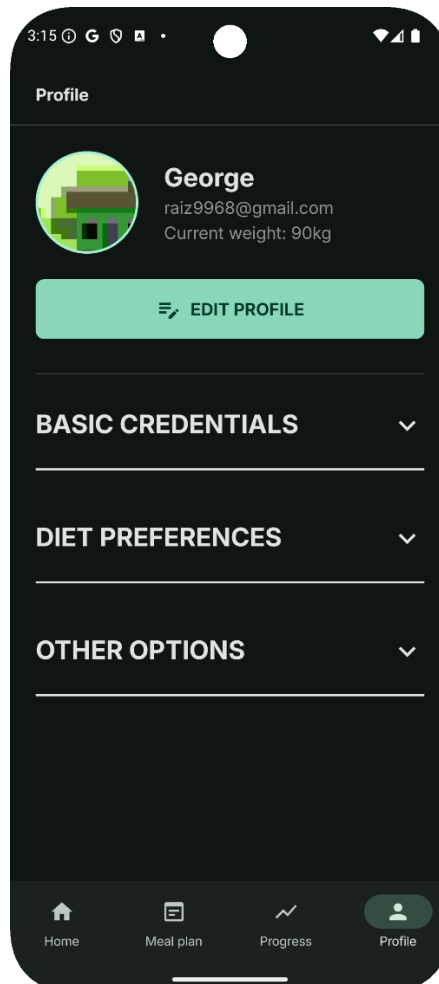 3:15
Profile
George
raiz9968@gmail.com
Current weight: 90kg
EDIT PROFILE
BASIC CREDENTIALS
DIET PREFERENCES
OTHER OPTIONS
Home
Meal plan
Progress
Profile